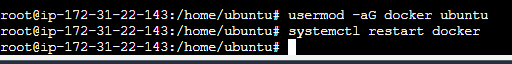 root@ip-172-31-22-143:/home/ubuntu# usermod -aG docker ubuntu
root@ip-172-31-22-143:/home/ubuntu# systemctl restart docker
root@ip-172-31-22-143:/home/ubuntu#